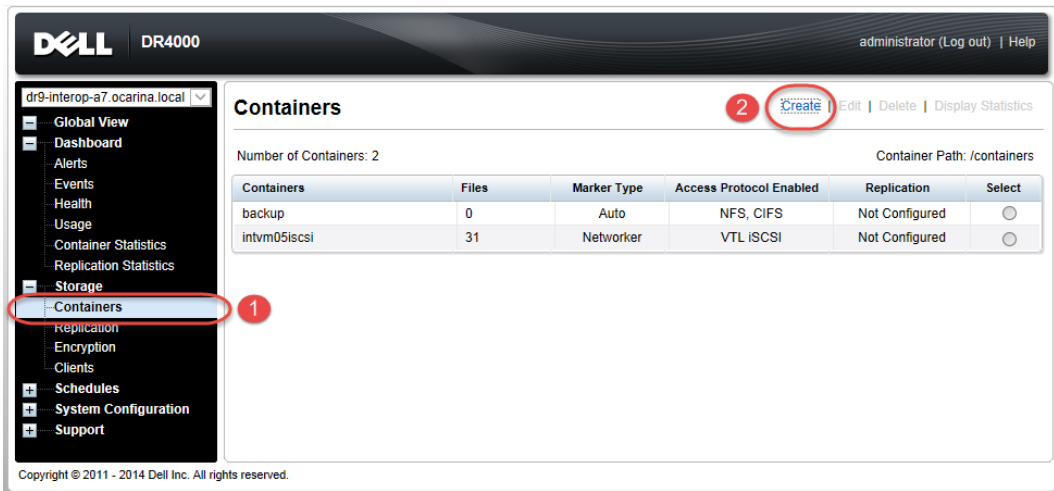 DELL DR4000 administrator (Log out) | Help
dr9-interop-a7.ocarina.local
Global View
Dashboard
Alerts
Events
Health
Usage
Container Statistics
Replication Statistics
Storage
Containers
Replication
Encryption
Clients
Schedules
System Configuration
Support
1
Containers
2 Create | Edit | Delete | Display Statistics
Number of Containers: 2 Container Path: /containers
Containers Files Marker Type Access Protocol Enabled Replication Select
backup 0 Auto NFS, CIFS Not Configured
intvm05iscsi 31 Networker VTL iSCSI Not Configured
Copyright © 2011 - 2014 Dell Inc. All rights reserved.